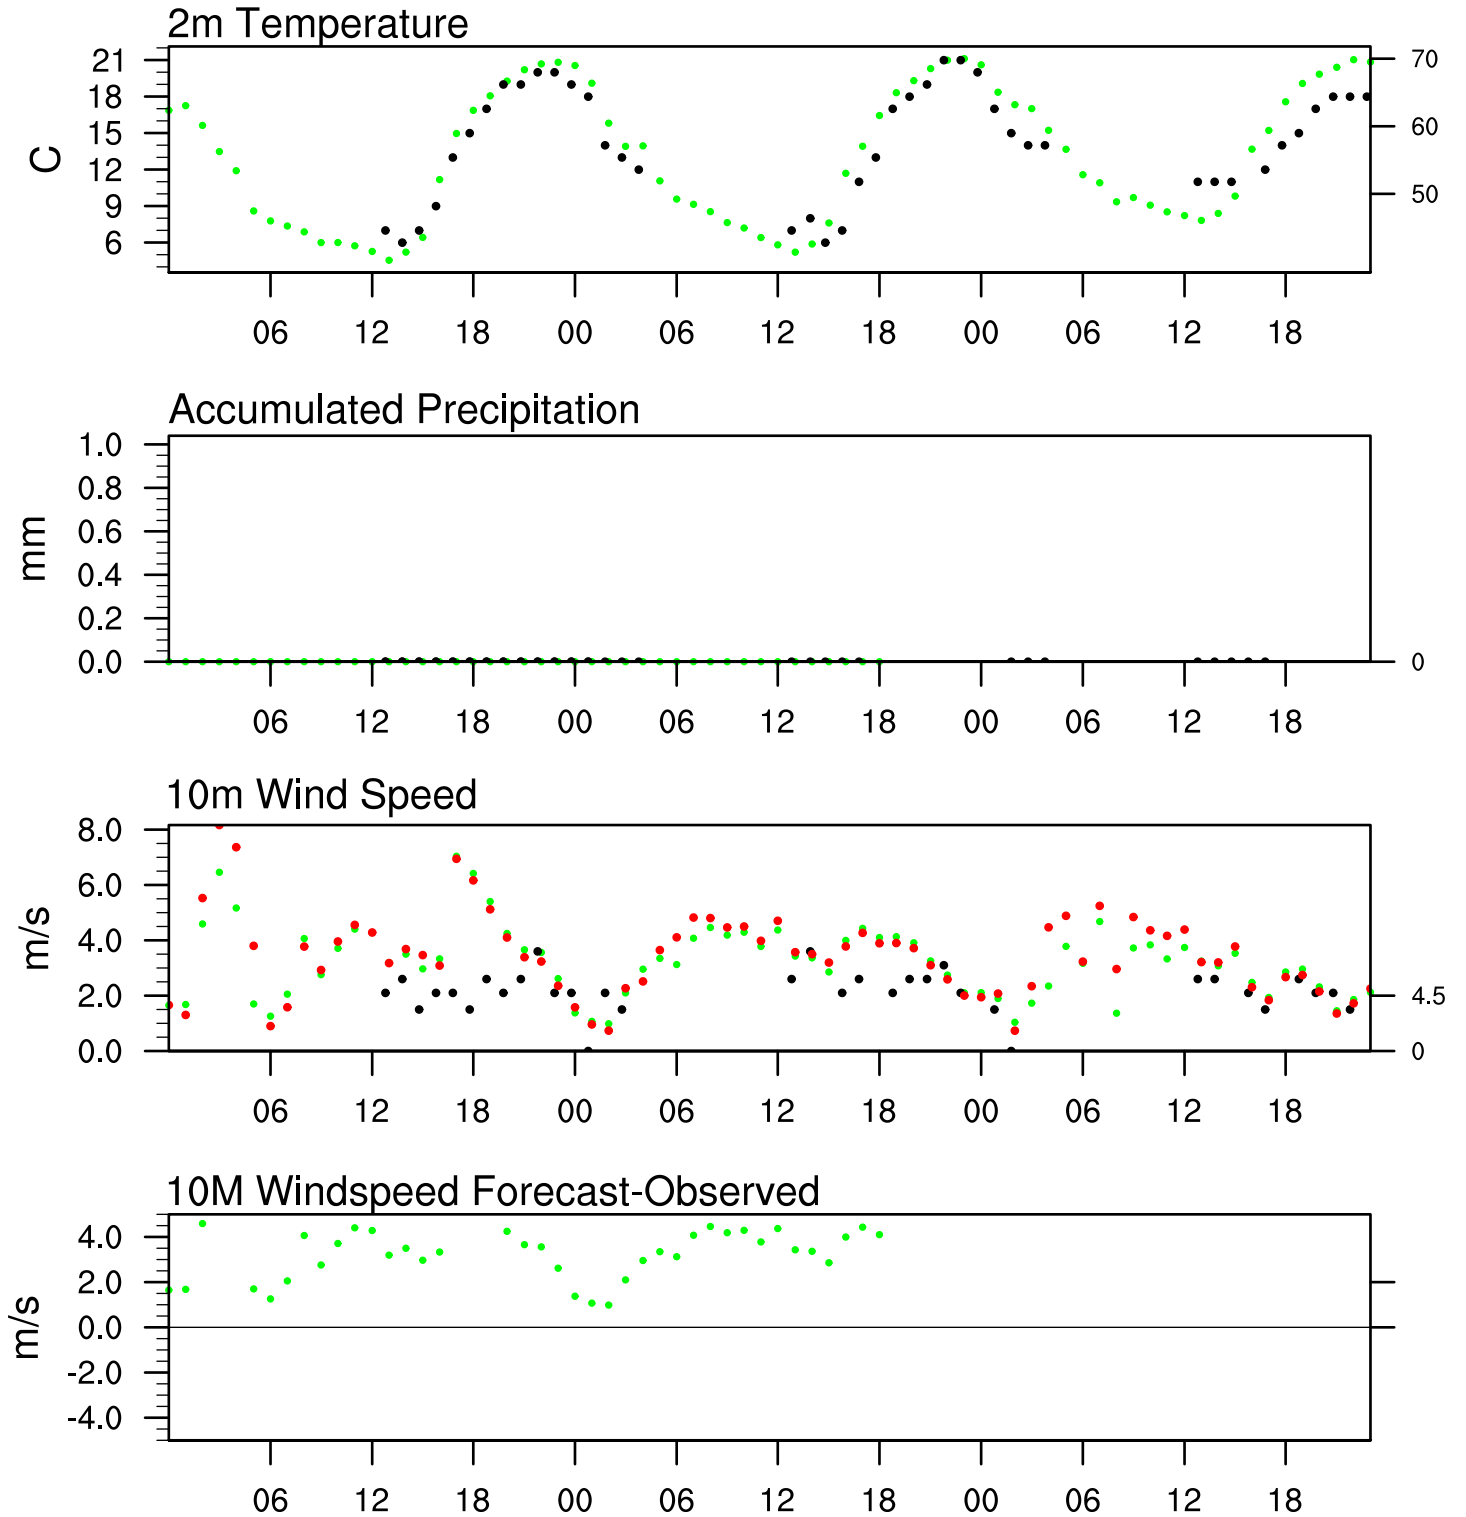 2m Temperature
21
18
15
12
9
6
C
70
60
50
06 12 18 00 06 12 18 00 06 12 18
Accumulated Precipitation
1.0
0.8
0.6
0.4
0.2
0.0
mm
0
06 12 18 00 06 12 18 00 06 12 18
10m Wind Speed
8.0
6.0
4.0
2.0
0.0
m/s
4.5
0
06 12 18 00 06 12 18 00 06 12 18
10M Windspeed Forecast-Observed
4.0
2.0
0.0
-2.0
-4.0
m/s
06 12 18 00 06 12 18 00 06 12 18